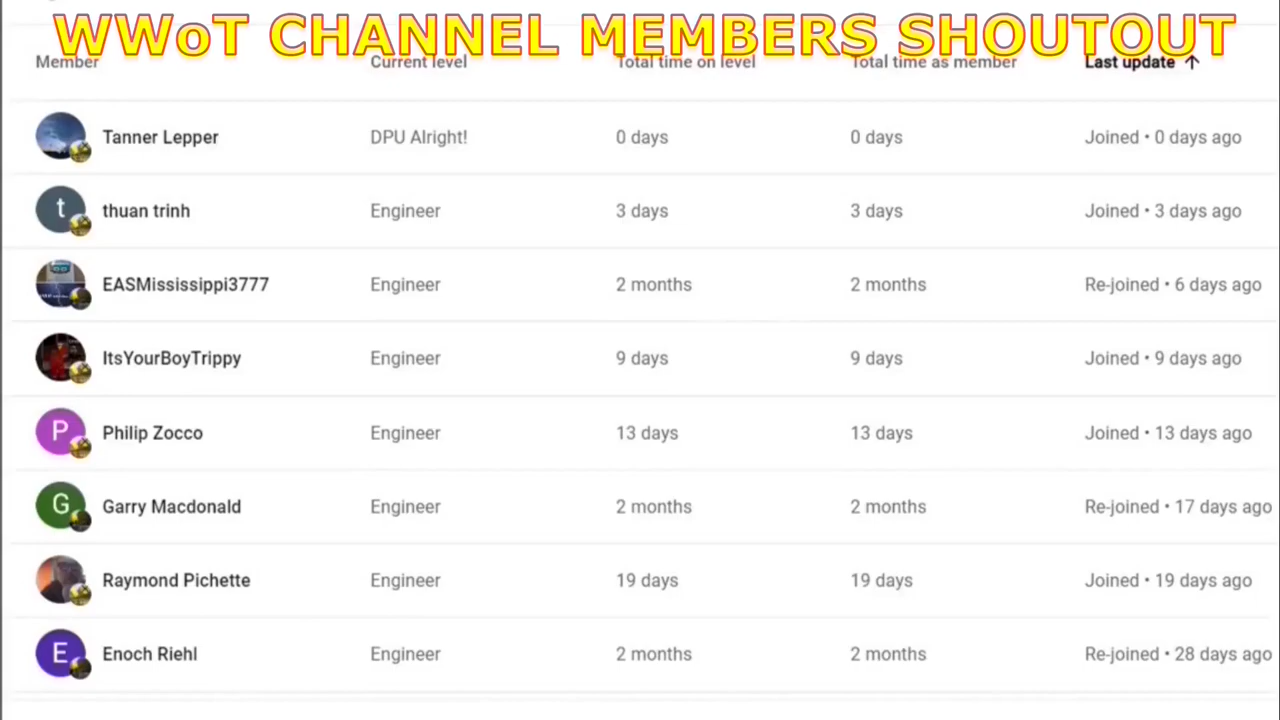 WWoT CHANNEL MEMBERS SHOUTOUT
Member Current level Total time on level Total time as member Last update ↑
Tanner Lepper DPU Alright! 0 days 0 days Joined • 0 days ago
t thuan trinh Engineer 3 days 3 days Joined • 3 days ago
EASMississippi3777 Engineer 2 months 2 months Re-joined • 6 days ago
ItsYourBoyTrippy Engineer 9 days 9 days Joined • 9 days ago
P Philip Zocco Engineer 13 days 13 days Joined • 13 days ago
G Garry Macdonald Engineer 2 months 2 months Re-joined • 17 days ago
Raymond Pichette Engineer 19 days 19 days Joined • 19 days ago
E Enoch Riehl Engineer 2 months 2 months Re-joined • 28 days ago